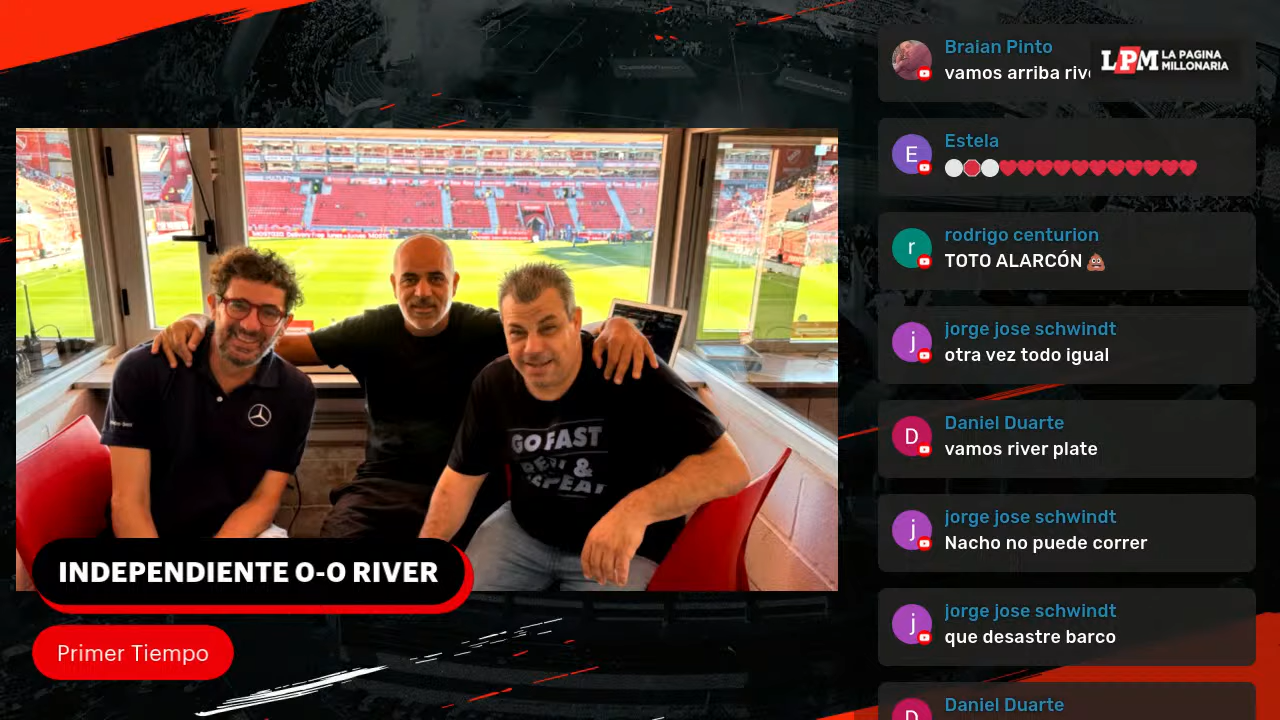 GO FAST
&
INDEPENDIENTE 0-0 RIVER
Primer Tiempo
LPM LA PAGINA
MILLONARIA
Braian Pinto
vamos arriba
Estela
E
rodrigo centurion
r
TOTO ALARCÓN 💩
jorge jose schwindt
j
otra vez todo igual
Daniel Duarte
D
vamos river plate
jorge jose schwindt
j
Nacho no puede correr
jorge jose schwindt
j
que desastre barco
Daniel Duarte
D